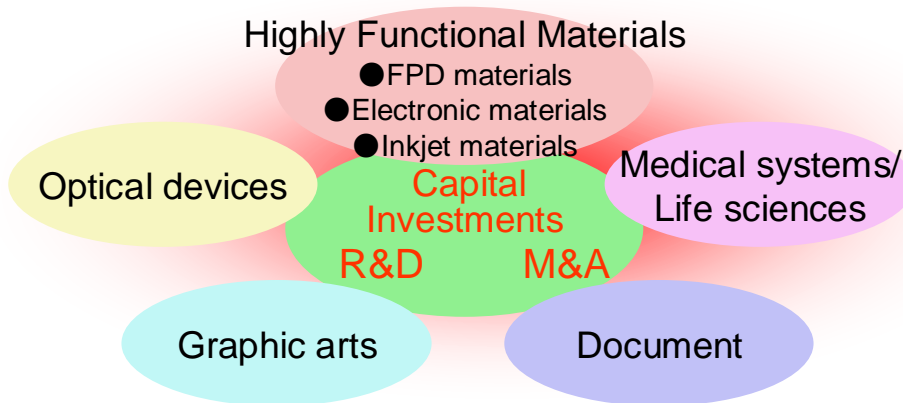 Highly Functional Materials
●FPD materials
●Electronic materials
●Inkjet materials
Optical devices
Capital
Investments
R&D M&A
Medical systems/
Life sciences
Graphic arts
Document